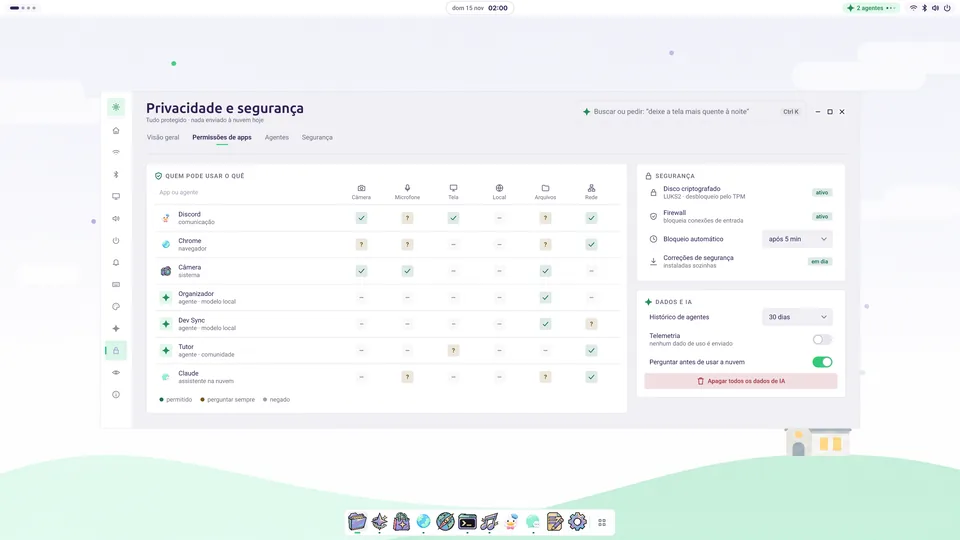 dom 15 nov 02:00
2 agentes
Privacidade e segurança
Tudo protegido · nada enviado à nuvem hoje
Buscar ou pedir: "deixe a tela mais quente à noite"
Ctrl K
Visão geral
Permissões de apps
Agentes
Segurança
QUEM PODE USAR O QUÊ
App ou agente
Câmera
Microfone
Tela
Local
Arquivos
Rede
Discord
comunicação
?
?
Chrome
navegador
?
?
?
Câmera
sistema
Organizador
agente · modelo local
Dev Sync
agente · modelo local
?
Tutor
agente · comunidade
?
Claude
assistente na nuvem
?
?
permitido
perguntar sempre
negado
SEGURANÇA
Disco criptografado
LUKS2 · desbloqueio pelo TPM
ativo
Firewall
bloqueia conexões de entrada
ativo
Bloqueio automático
após 5 min
Correções de segurança
instaladas sozinhas
em dia
DADOS E IA
Histórico de agentes
30 dias
Telemetria
nenhum dado de uso é enviado
Perguntar antes de usar a nuvem
Apagar todos os dados de IA